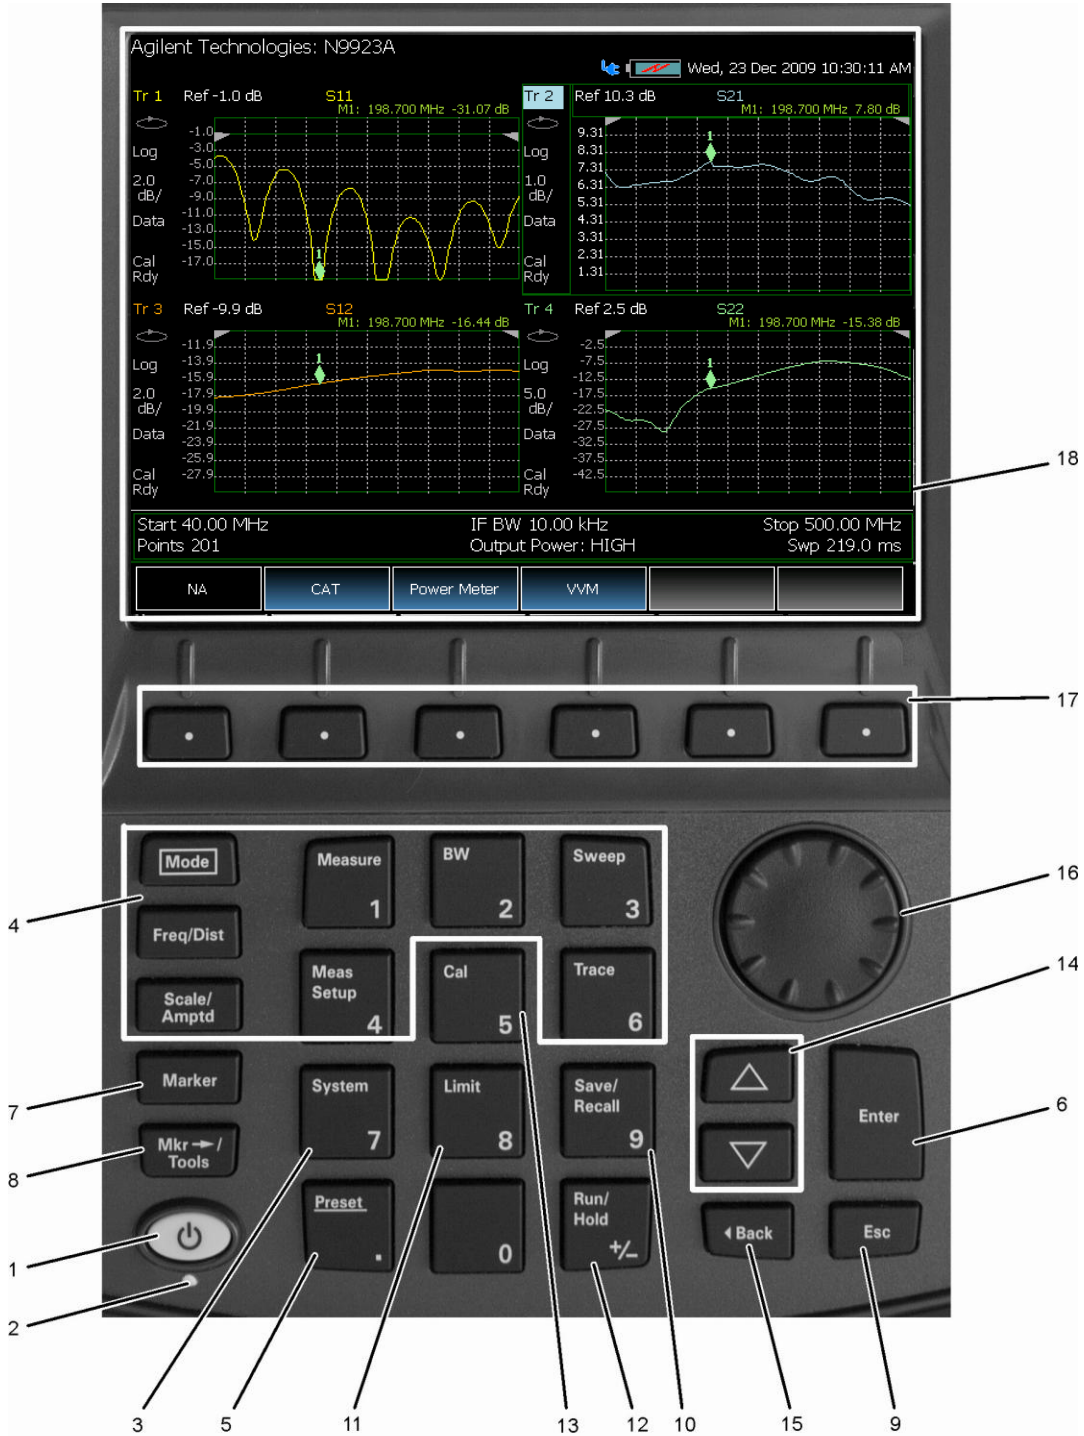 Agilent Technologies: N9923A
Wed, 23 Dec 2009 10:30:11 AM
Tr 1 Ref -1.0 dB S11
M1: 198.700 MHz -31.07 dB
Log
2.0
dB/
Data
Cal
Rdy
-1.0
-3.0
-5.0
-7.0
-9.0
-11.0
-13.0
-15.0
-17.0
1
Tr 2 Ref 10.3 dB S21
M1: 198.700 MHz 7.80 dB
Log
1.0
dB/
Data
Cal
Rdy
9.31
8.31
7.31
6.31
5.31
4.31
3.31
2.31
1.31
1
Tr 3 Ref -9.9 dB S12
M1: 198.700 MHz -16.44 dB
Log
2.0
dB/
Data
Cal
Rdy
-11.9
-13.9
-15.9
-17.9
-19.9
-21.9
-23.9
-25.9
-27.9
1
Tr 4 Ref 2.5 dB S22
M1: 198.700 MHz -15.38 dB
Log
5.0
dB/
Data
Cal
Rdy
-2.5
-7.5
-12.5
-17.5
-22.5
-27.5
-32.5
-37.5
-42.5
1
18
Start 40.00 MHz IF BW 10.00 kHz Stop 500.00 MHz
Points 201 Output Power: HIGH Swp 219.0 ms
NA CAT Power Meter VVM
17
Mode
Measure
1
BW
2
Sweep
3
16
4
Freq/Dist
14
Scale/
Amptd
Meas
Setup
4
Cal
5
Trace
6
Marker
7
System
7
Limit
8
Save/
Recall
9
Enter
6
Mkr → /
Tools
8
Preset
.
0
Run/
Hold
+/−
Back
Esc
1
2
3 5 11 13 12 10 15 9